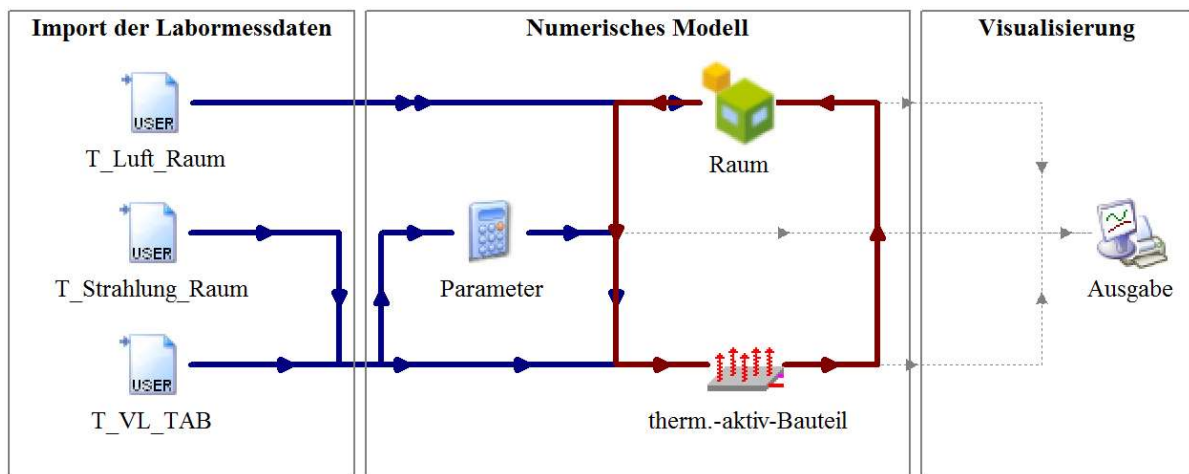 Import der Labormessdaten
Numerisches Modell
Visualisierung
USER
T_Luft_Raum
Raum
USER
T_Strahlung_Raum
Parameter
Ausgabe
USER
T_VL_TAB
therm.-aktiv-Bauteil